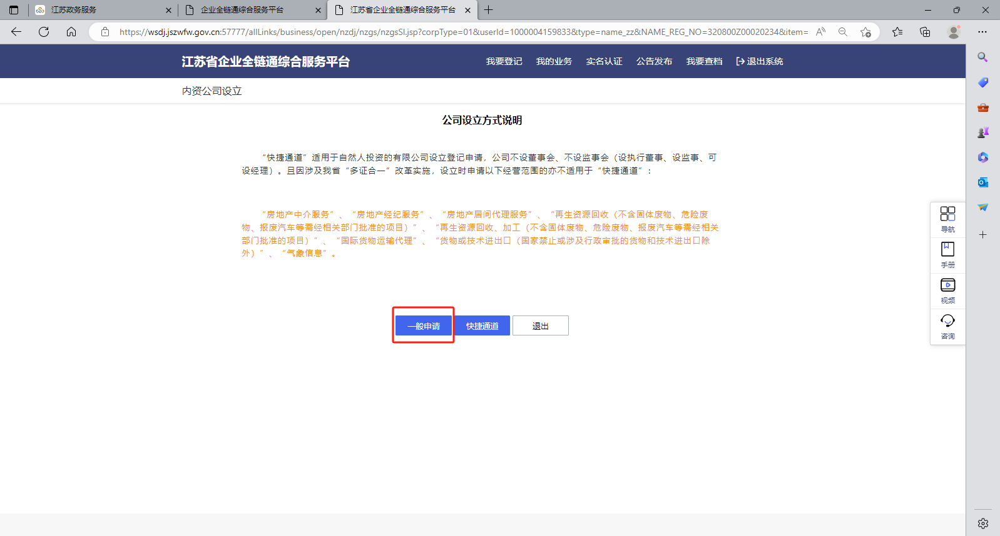 江苏政务服务
企业全链通综合服务平台
江苏省企业全链通综合服务平台
https://wsdj.jszwfw.gov.cn:57777/allLinks/business/open/nzdj/nzgs/nzgsSl.jsp?corpType=01&userId=1000004159833&type=name_zz&NAME_REG_NO=320800Z00020234&item=
江苏省企业全链通综合服务平台
我要登记 我的业务 实名认证 公告发布 我要查档 退出系统
内资公司设立
公司设立方式说明
“快捷通道”适用于自然人投资的有限公司设立登记申请，公司不设董事会、不设监事会（设执行董事、设监事、可
设经理）。且因涉及我省“多证合一”改革实施，设立时申请以下经营范围的亦不适用于“快捷通道”：
“房地产中介服务”、“房地产经纪服务”、“房地产居间代理服务”、“再生资源回收（不含固体废物、危险废
物、报废汽车等需经相关部门批准的项目）”、“再生资源回收、加工（不含固体废物、危险废物、报废汽车等需经相关
部门批准的项目）”、“国际货物运输代理”、“货物或技术进出口（国家禁止或涉及行政审批的货物和技术进出口除
外）”、“气象信息”。
一般申请 快捷通道 退出
导航
手册
视频
咨询